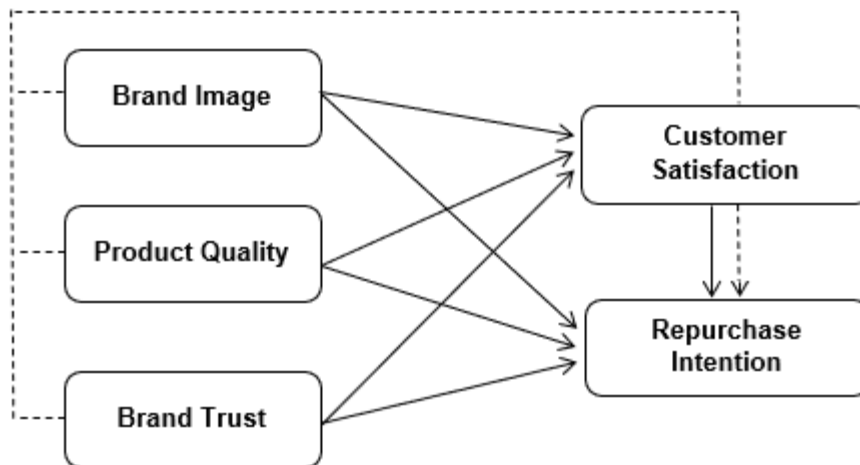 Brand Image
Customer
Satisfaction
Product Quality
Repurchase
Intention
Brand Trust